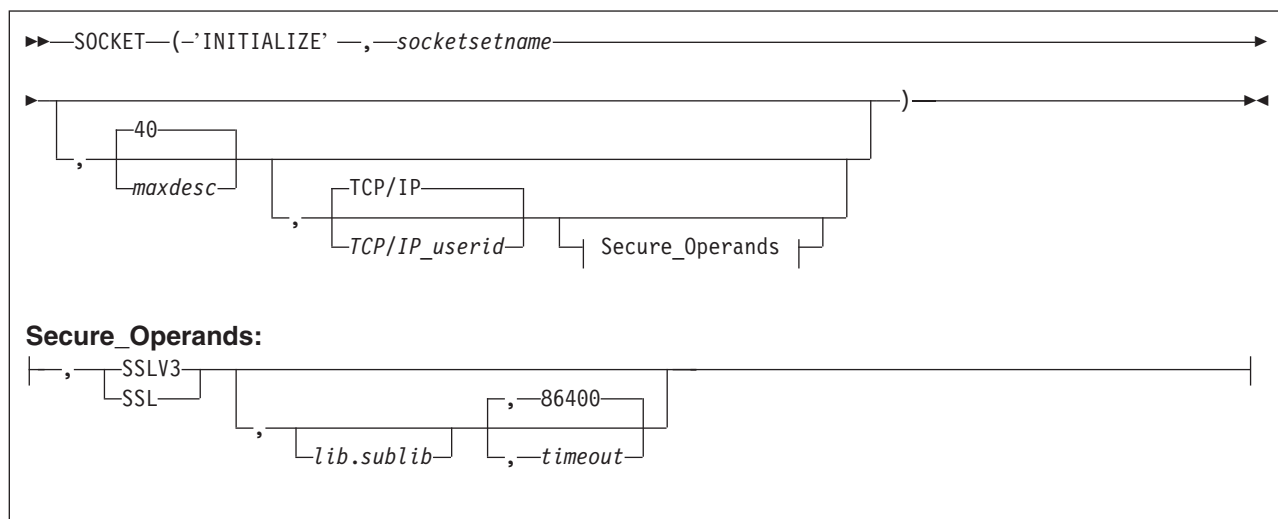 SOCKET ( ’INITIALIZE’ , socketsetname
)
40
, maxdesc
TCP/IP
, TCP/IP_userid
Secure_Operands
Secure_Operands:
, SSLV3
SSL
, 86400
, lib.sublib
, timeout